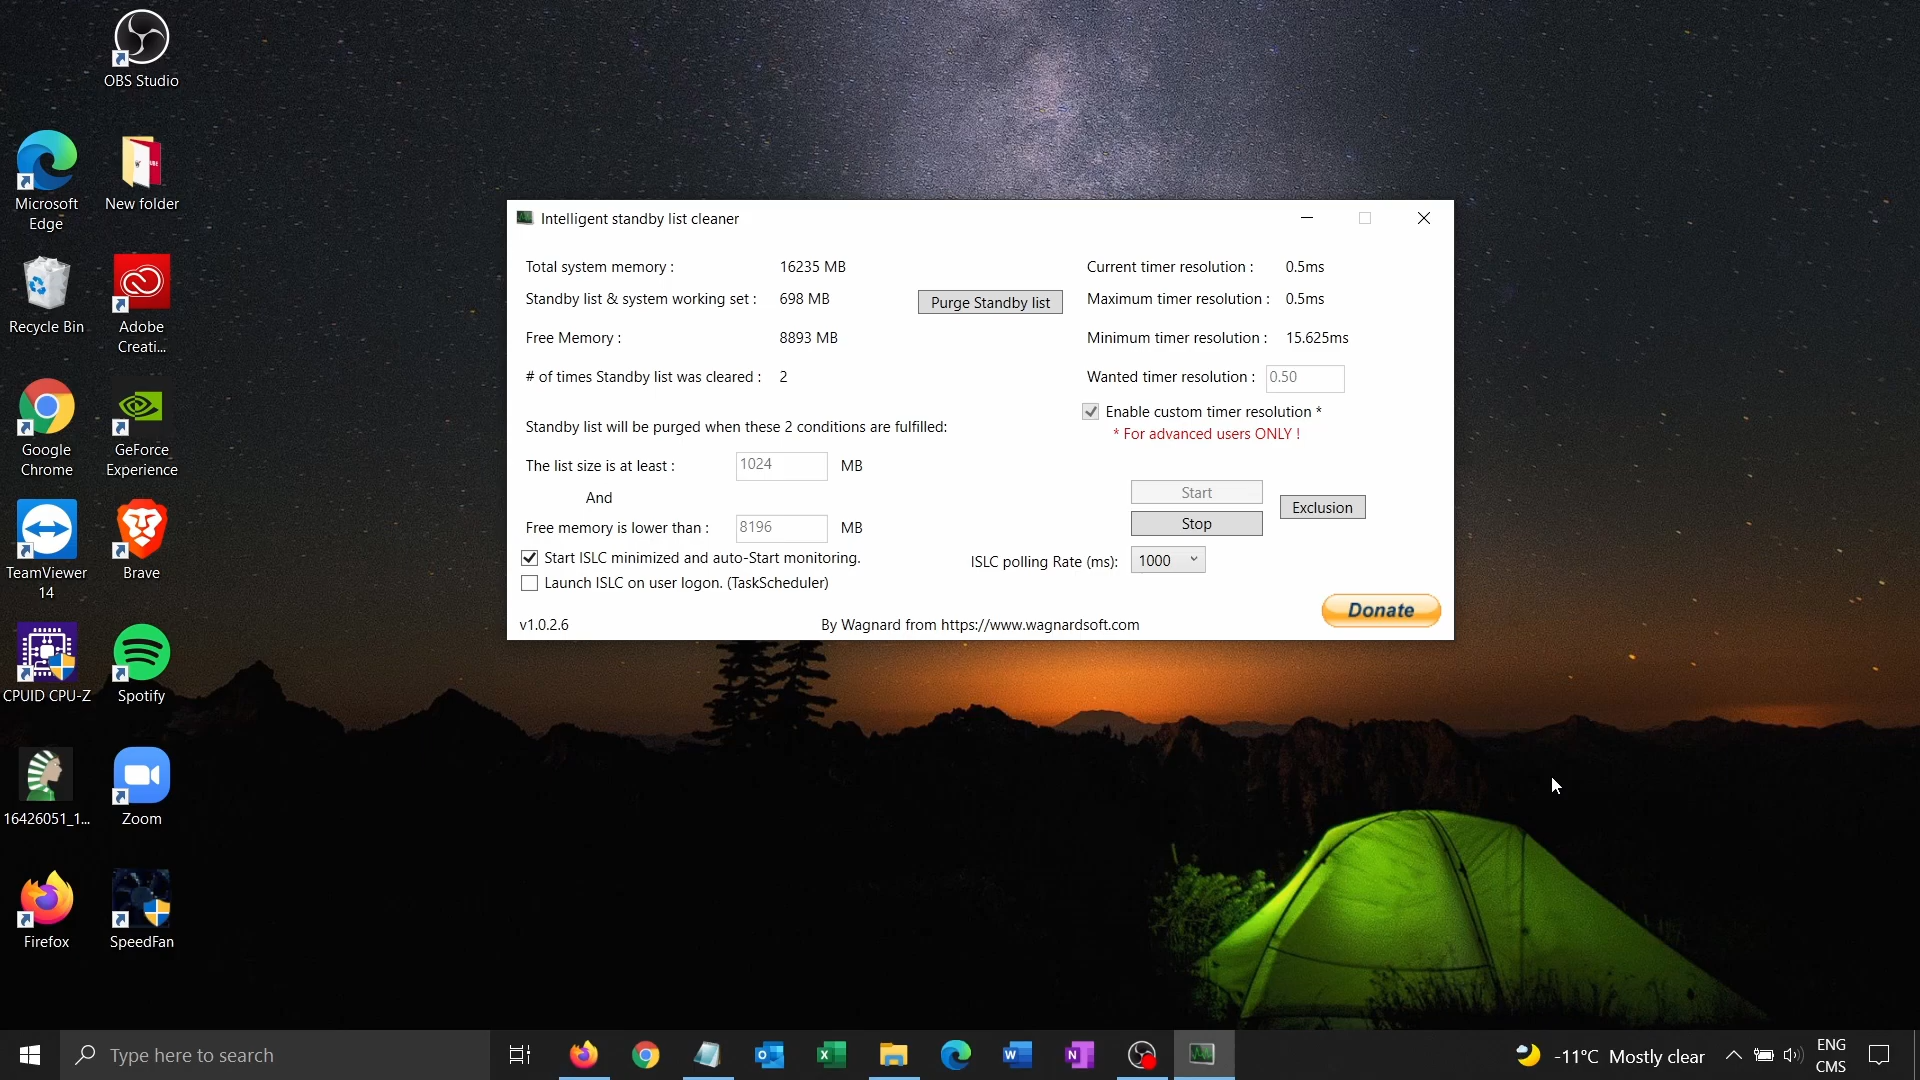 OBS Studio
Microsoft
Edge
New folder
Recycle Bin
Adobe
Creati...
Google
Chrome
GeForce
Experience
TeamViewer
14
Brave
CPUID CPU-Z
Spotify
16426051_1...
Zoom
Firefox
SpeedFan
Intelligent standby list cleaner
Total system memory : 16235 MB
Standby list & system working set : 698 MB
Purge Standby list
Free Memory : 8893 MB
# of times Standby list was cleared : 2
Standby list will be purged when these 2 conditions are fulfilled:
The list size is at least : 1024 MB
And
Free memory is lower than : 8196 MB
Start ISLC minimized and auto-Start monitoring.
Launch ISLC on user logon. (TaskScheduler)
Current timer resolution : 0.5ms
Maximum timer resolution : 0.5ms
Minimum timer resolution : 15.625ms
Wanted timer resolution : 0.50
Enable custom timer resolution *
* For advanced users ONLY !
Start
Stop
Exclusion
ISLC polling Rate (ms): 1000
Donate
v1.0.2.6
By Wagnard from https://www.wagnardsoft.com
Type here to search
-11°C Mostly clear
ENG
CMS